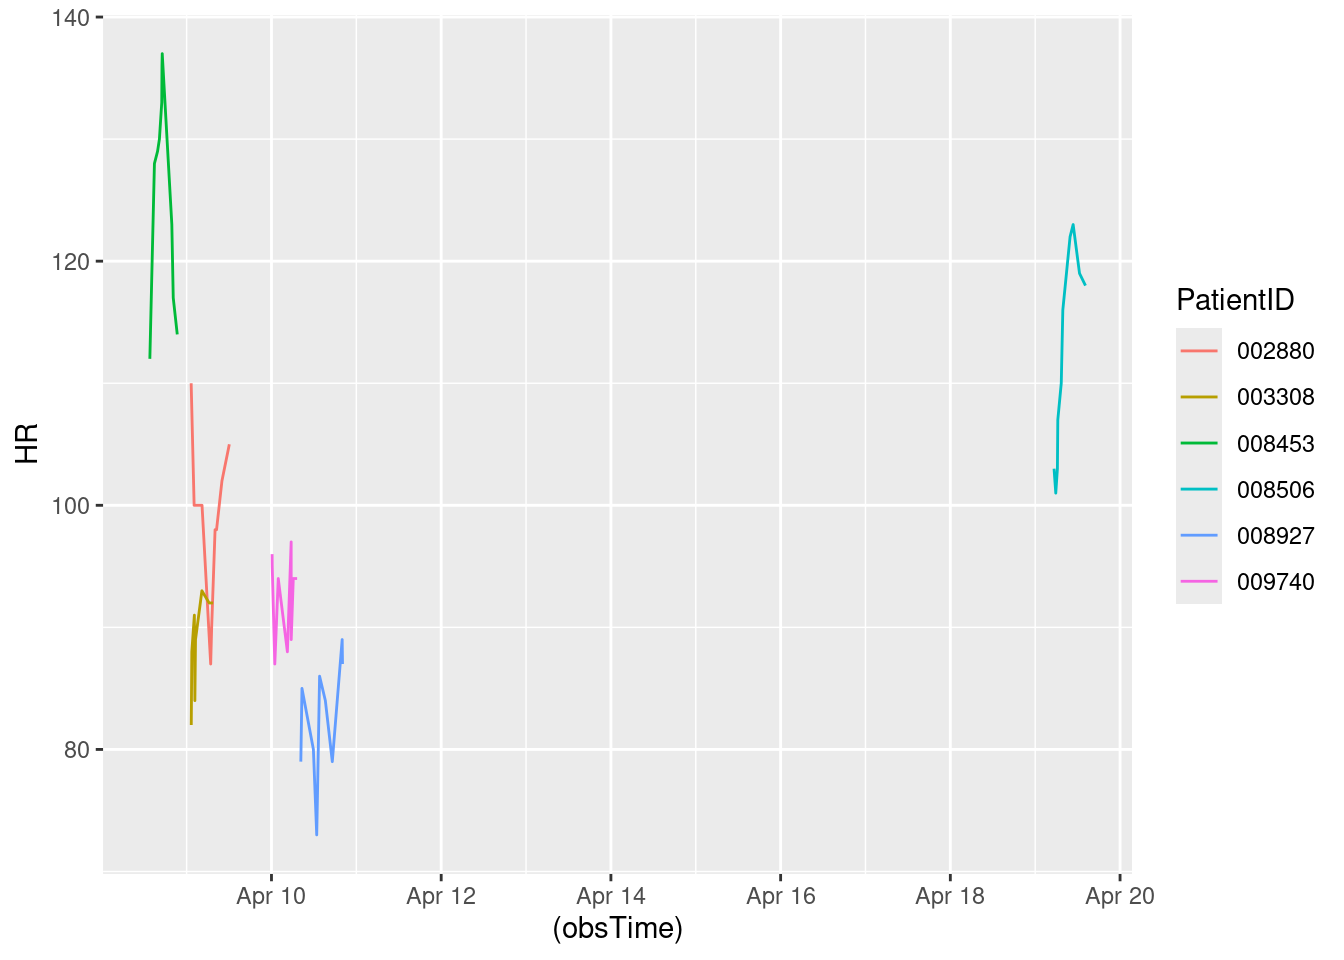 140
120
100
80
HR
Apr 10
Apr 12
Apr 14
Apr 16
Apr 18
Apr 20
(obsTime)
PatientID
002880
003308
008453
008506
008927
009740